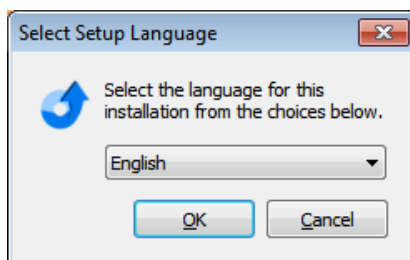 Select Setup Language
Select the language for this
installation from the choices below.
English
OK
Cancel